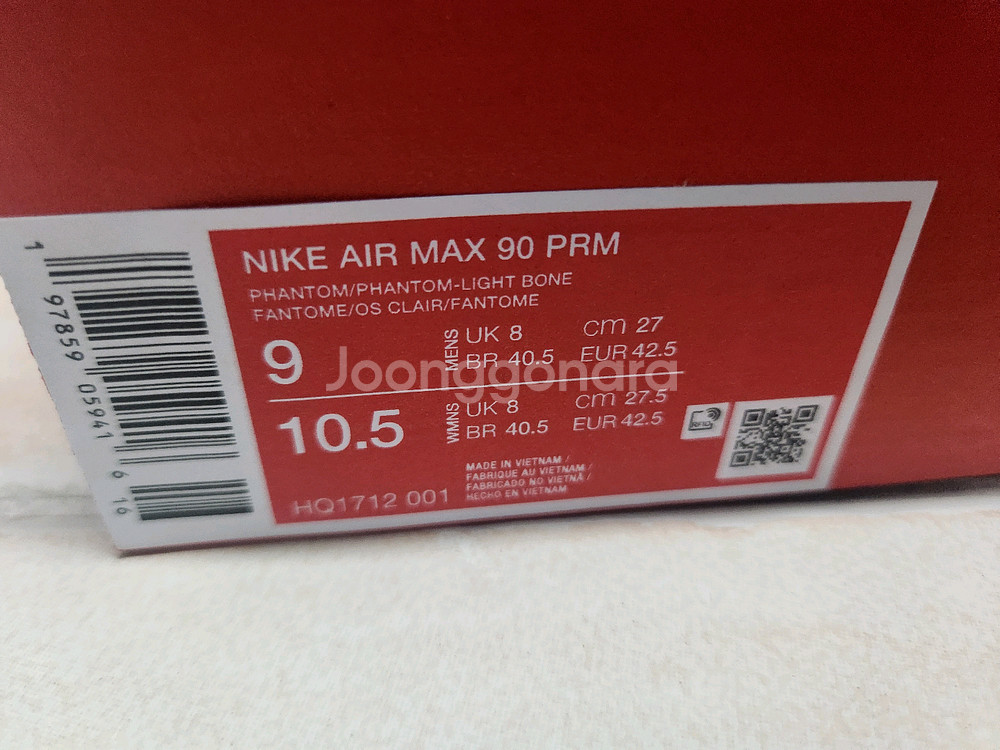 NIKE AIR MAX 90 PRM
PHANTOM/PHANTOM-LIGHT BONE
FANTOME/OS CLAIR/FANTOME
9
MENS
UK 8
cm 27
BR 40.5
EUR 42.5
Joonggonara
10.5
WMNS
UK 8
cm 27.5
BR 40.5
EUR 42.5
RFID
MADE IN VIETNAM /
FABRIQUE AU VIETNAM /
FABRICADO NO VIETNÃ /
HECHO EN VIETNAM
HQ1712 001
1 97859 05941 6 16